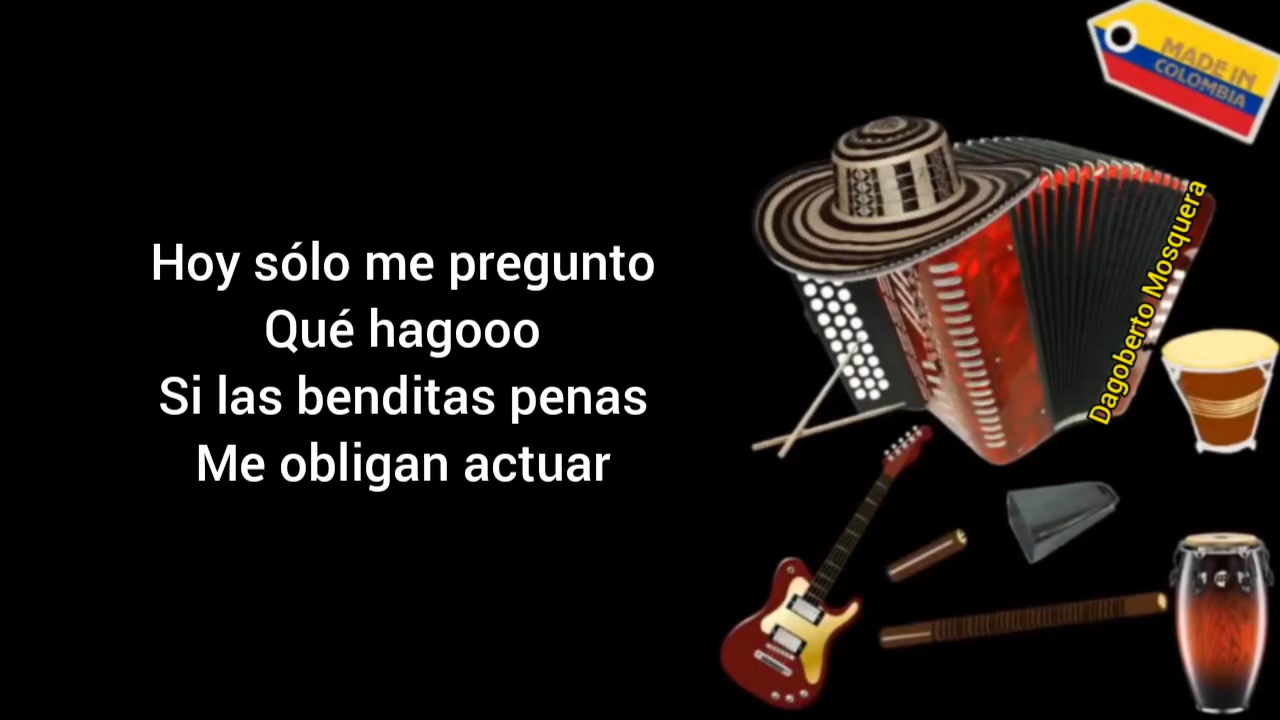 MADE IN
COLOMBIA
Dagoberto Mosquera
Hoy sólo me pregunto
Qué hagooo
Si las benditas penas
Me obligan actuar